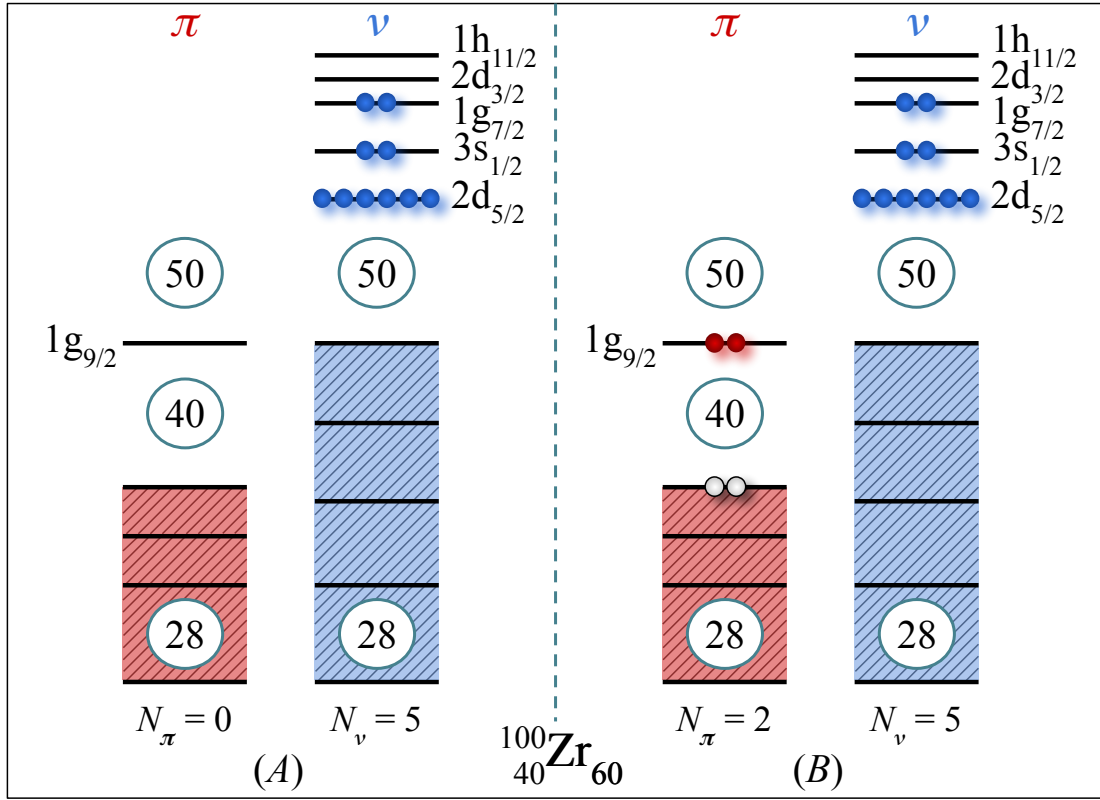 π ν
1h11/2
2d3/2
1g7/2
3s1/2
2d5/2
50 50
1g9/2
40
28 28
Nπ = 0 Nν = 5
(A)
π ν
1h11/2
2d3/2
1g7/2
3s1/2
2d5/2
50 50
1g9/2
40
28 28
Nπ = 2 Nν = 5
(B)
¹⁰⁰₄₀Zr₆₀